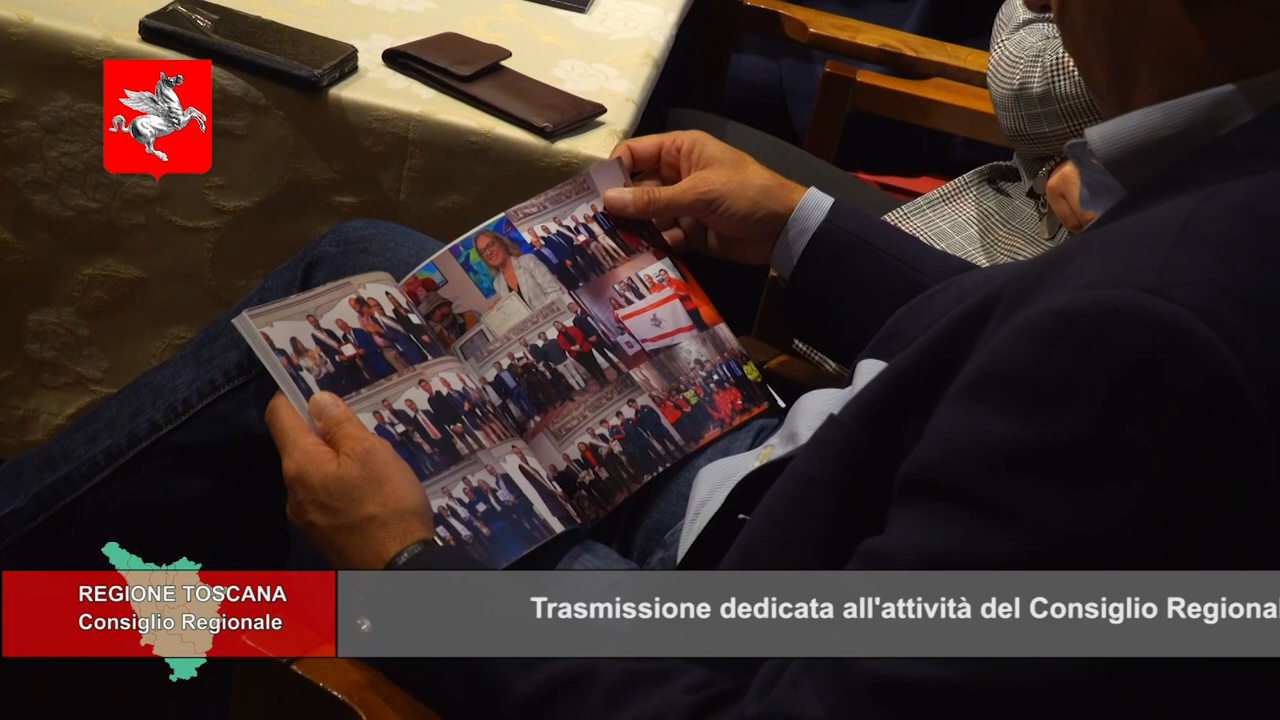 REGIONE TOSCANA
Consiglio Regionale
Trasmissione dedicata all'attività del Consiglio Regional